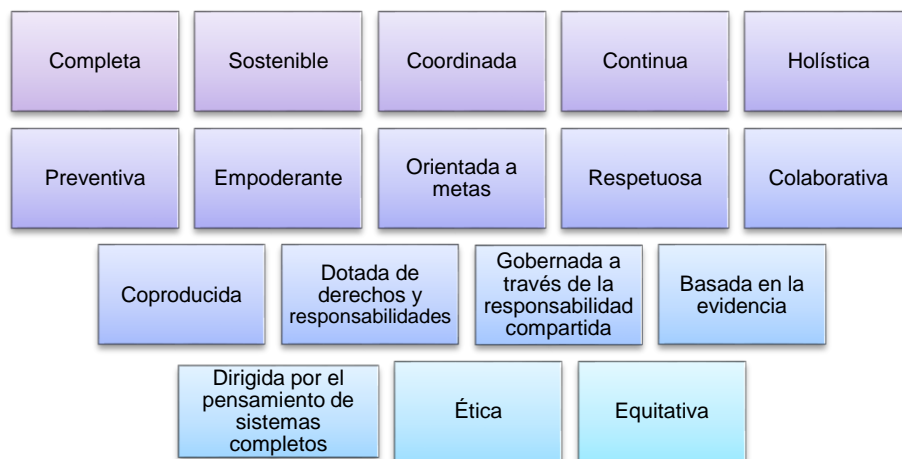 Completa
Sostenible
Coordinada
Continua
Holística
Preventiva
Empoderante
Orientada a
metas
Respetuosa
Colaborativa
Coproducida
Dotada de
derechos y
responsabilidades
Gobernada a
través de la
responsabilidad
compartida
Basada en la
evidencia
Dirigida por el
pensamiento de
sistemas
completos
Ética
Equitativa